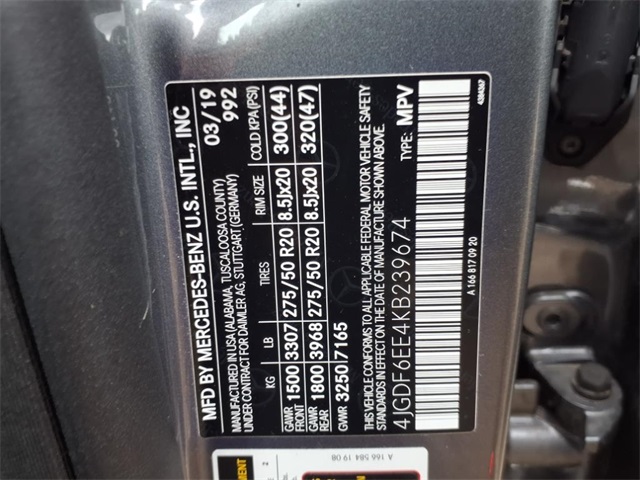 MFD BY MERCEDES-BENZ U.S. INTL., INC
MANUFACTURED IN USA (ALABAMA, TUSCALOOSA COUNTY) 03/19
UNDER CONTRACT FOR DAIMLER AG, STUTTGART (GERMANY) 992
KG LB TIRES RIM SIZE COLD KPA(PSI)
GAWR FRONT 1500 3307 275/50 R20 8.5Jx20 300(44)
GAWR REAR 1800 3968 275/50 R20 8.5Jx20 320(47)
GVWR 3250 7165
THIS VEHICLE CONFORMS TO ALL APPLICABLE FEDERAL MOTOR VEHICLE SAFETY
STANDARDS IN EFFECT ON THE DATE OF MANUFACTURE SHOWN ABOVE.
4JGDF6EE4KB239674 TYPE: MPV
A 166 817 09 20
A 166 584 19 08
2